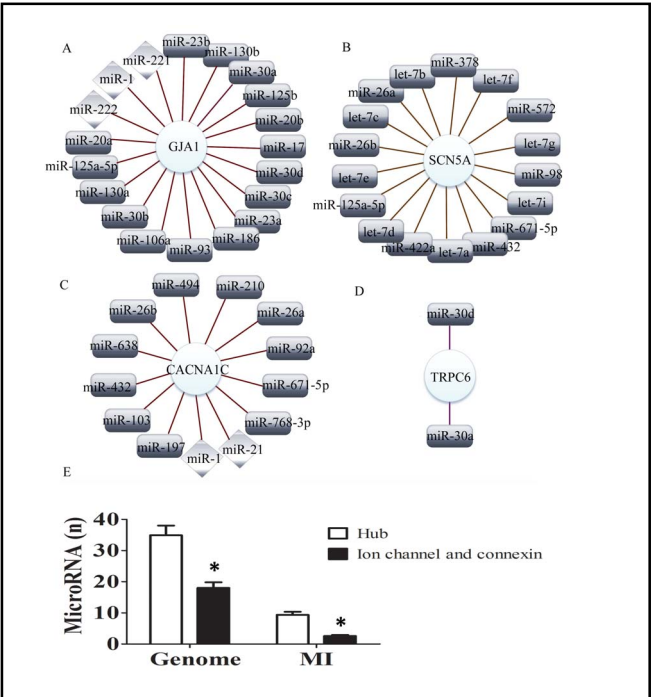 A
miR-23b
miR-130b
miR-221
miR-30a
miR-1
miR-125b
miR-222
miR-20b
miR-20a
GJA1
miR-17
miR-125a-5p
miR-30d
miR-130a
miR-30c
miR-30b
miR-23a
miR-106a
miR-186
miR-93
B
miR-378
let-7b
let-7f
miR-26a
miR-572
let-7c
miR-26b
let-7g
SCN5A
let-7e
miR-98
miR-125a-5p
let-7i
let-7d
miR-671-5p
miR-422a
let-7a
miR-432
C
miR-494
miR-210
miR-26b
miR-26a
miR-638
miR-92a
CACNA1C
miR-432
miR-671-5p
miR-103
miR-768-3p
miR-197
miR-1
miR-21
D
miR-30d
TRPC6
miR-30a
E
MicroRNA (n)
40
30
20
10
0
*
*
Hub
Ion channel and connexin
Genome
MI